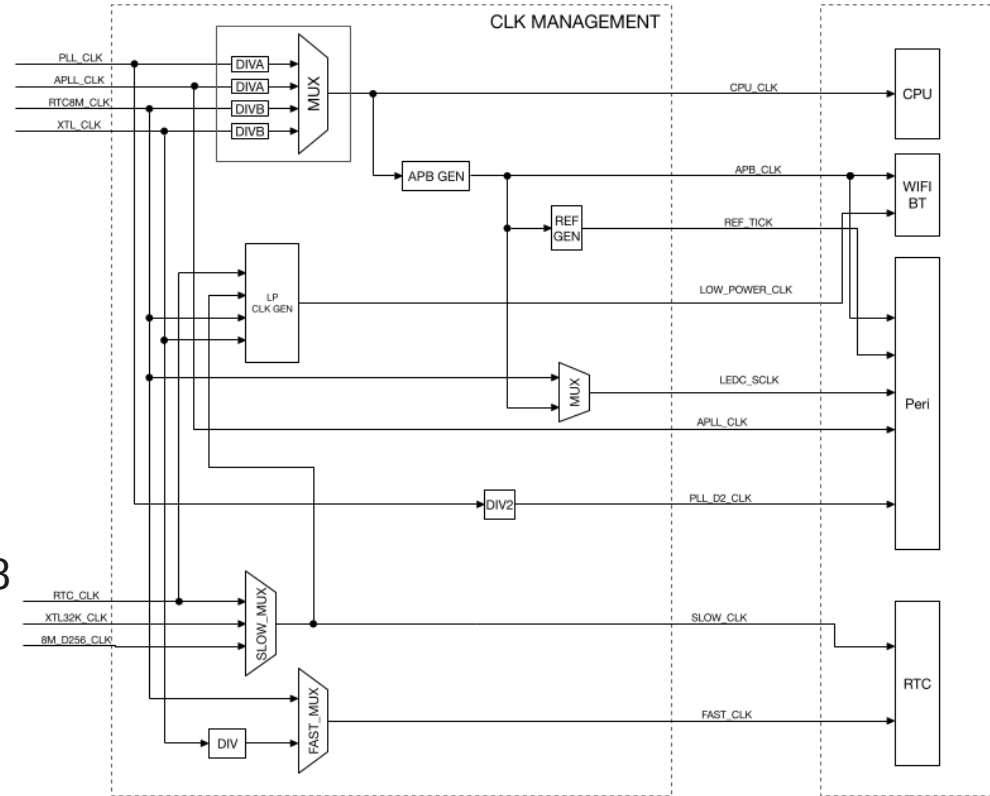 CLK MANAGEMENT
PLL_CLK
DIVA
APLL_CLK
DIVA
RTC8M_CLK
DIVB
XTL_CLK
DIVB
MUX
CPU_CLK
CPU
APB GEN
APB_CLK
WIFI
BT
REF
GEN
REF_TICK
LP
CLK GEN
LOW_POWER_CLK
MUX
LEDC_SCLK
Peri
APLL_CLK
DIV2
PLL_D2_CLK
3
RTC_CLK
XTL32K_CLK
8M_D256_CLK
SLOW_MUX
SLOW_CLK
RTC
FAST_MUX
FAST_CLK
DIV